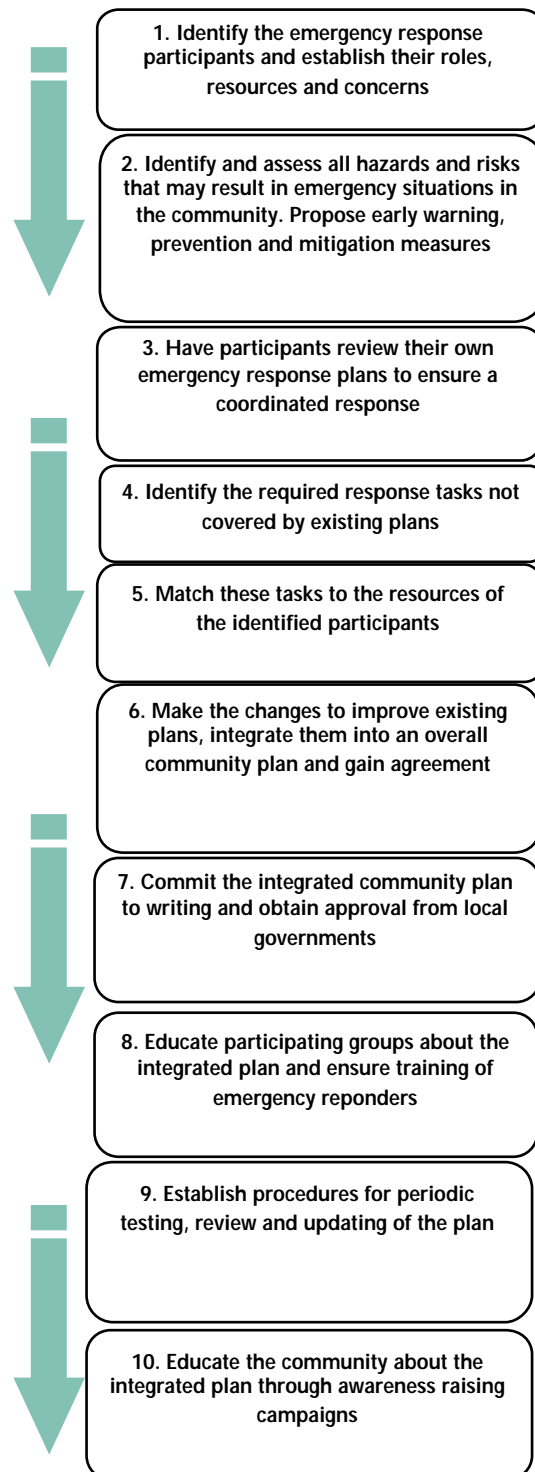 1. Identify the emergency response
participants and establish their roles,
resources and concerns
2. Identify and assess all hazards and risks
that may result in emergency situations in
the community. Propose early warning,
prevention and mitigation measures
3. Have participants review their own
emergency response plans to ensure a
coordinated response
4. Identify the required response tasks not
covered by existing plans
5. Match these tasks to the resources of
the identified participants
6. Make the changes to improve existing
plans, integrate them into an overall
community plan and gain agreement
7. Commit the integrated community plan
to writing and obtain approval from local
governments
8. Educate participating groups about the
integrated plan and ensure training of
emergency reponders
9. Establish procedures for periodic
testing, review and updating of the plan
10. Educate the community about the
integrated plan through awareness raising
campaigns